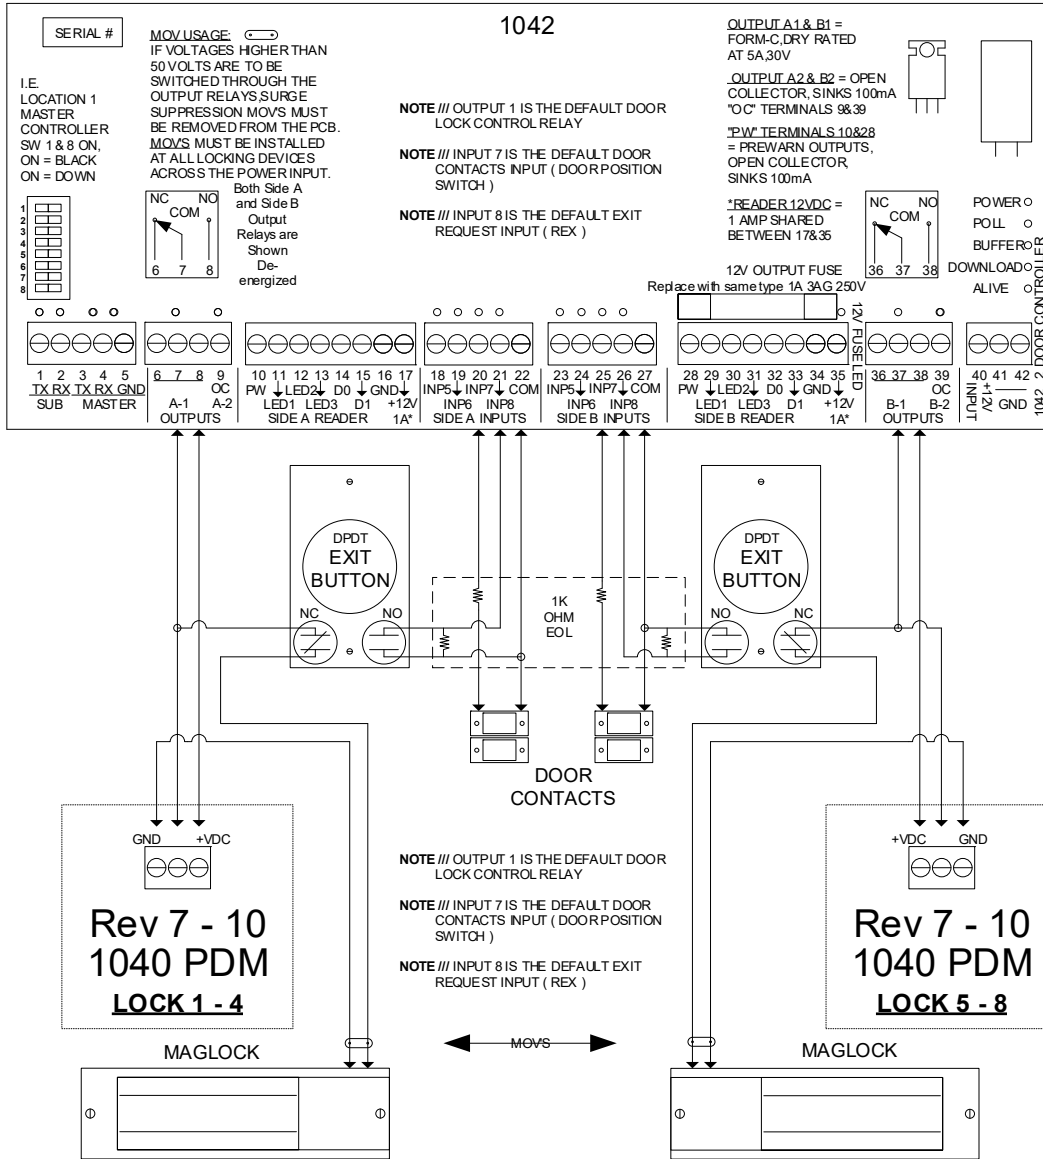 1042
SERIAL #
MOV USAGE:
IF VOLTAGES HIGHER THAN
50 VOLTS ARE TO BE
SWITCHED THROUGH THE
OUTPUT RELAYS,SURGE
SUPPRESSION MOV'S MUST
BE REMOVED FROM THE PCB.
MOV'S MUST BE INSTALLED
AT ALL LOCKING DEVICES
ACROSS THE POWER INPUT.
I.E.
LOCATION 1
MASTER
CONTROLLER
SW 1 & 8 ON,
ON = BLACK
ON = DOWN
1
2
3
4
5
6
7
8
NC NO
COM
6 7 8
Both Side A
and Side B
Output
Relays are
Shown
De-
energized
NOTE /// OUTPUT 1 IS THE DEFAULT DOOR
LOCK CONTROL RELAY
NOTE /// INPUT 7 IS THE DEFAULT DOOR
CONTACTS INPUT ( DOOR POSITION
SWITCH )
NOTE /// INPUT 8 IS THE DEFAULT EXIT
REQUEST INPUT ( REX )
OUTPUT A1 & B1 =
FORM-C,DRY RATED
AT 5A,30V
OUTPUT A2 & B2 = OPEN
COLLECTOR, SINKS 100mA
"OC" TERMINALS 9&39
"PW" TERMINALS 10&28
= PREWARN OUTPUTS,
OPEN COLLECTOR,
SINKS 100mA
*READER 12VDC =
1 AMP SHARED
BETWEEN 17&35
12V OUTPUT FUSE
Replace with same type 1A 3AG 250V
NC NO
COM
36 37 38
POWER
POLL
BUFFER
DOWNLOAD
ALIVE
12V FUSE LED
1042 2 DOOR CONTROLLER
1 2 3 4 5
TX RX TX RX GND
SUB MASTER
6 7 8 9
OC
A-1 A-2
OUTPUTS
10 11 12 13 14 15 16 17
PW LED2 D0 GND
LED1 LED3 D1 +12V
SIDE A READER 1A*
18 19 20 21 22
INP5 INP7 COM
INP6 INP8
SIDE A INPUTS
23 24 25 26 27
INP5 INP7 COM
INP6 INP8
SIDE B INPUTS
28 29 30 31 32 33 34 35
PW LED2 D0 GND
LED1 LED3 D1 +12V
SIDE B READER 1A*
36 37 38 39
OC
B-1 B-2
OUTPUTS
40 41 42
INPUT
+12V
GND
DPDT
EXIT
BUTTON
NC NO
1K
OHM
EOL
DPDT
EXIT
BUTTON
NO NC
DOOR
CONTACTS
GND +VDC
Rev 7 - 10
1040 PDM
LOCK 1 - 4
NOTE /// OUTPUT 1 IS THE DEFAULT DOOR
LOCK CONTROL RELAY
NOTE /// INPUT 7 IS THE DEFAULT DOOR
CONTACTS INPUT ( DOOR POSITION
SWITCH )
NOTE /// INPUT 8 IS THE DEFAULT EXIT
REQUEST INPUT ( REX )
+VDC GND
Rev 7 - 10
1040 PDM
LOCK 5 - 8
MAGLOCK
MOV'S
MAGLOCK